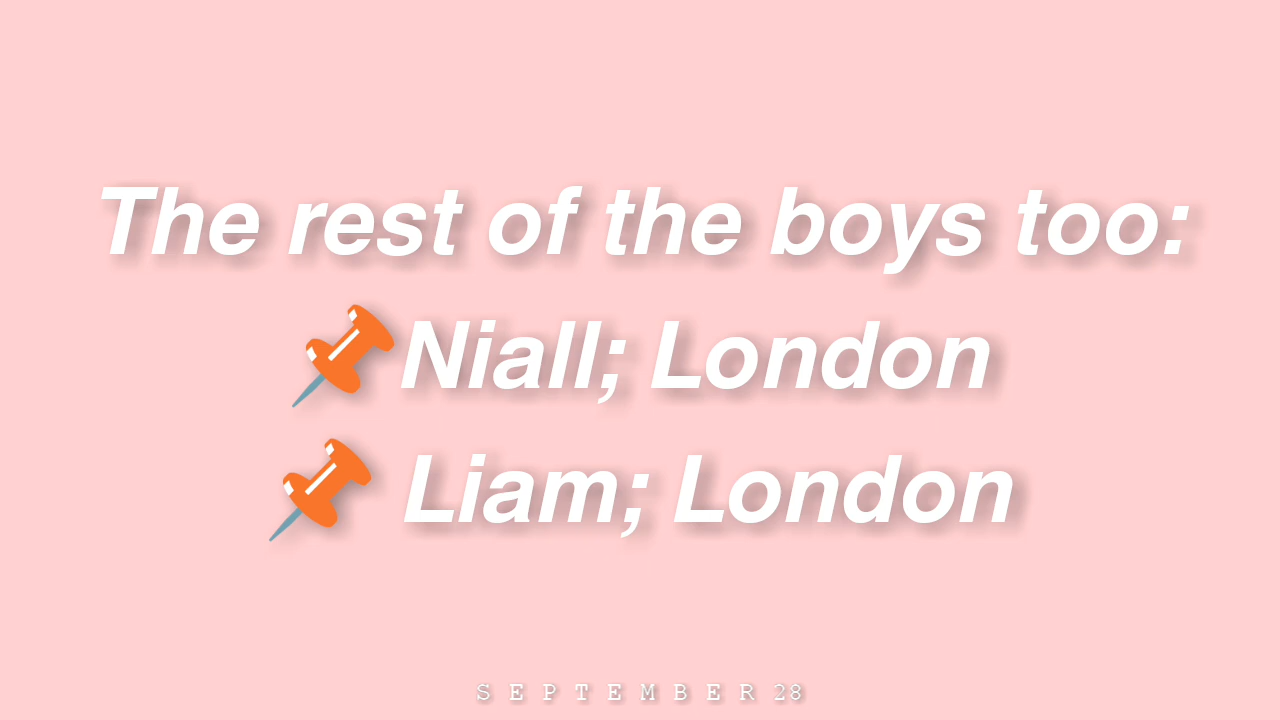 The rest of the boys too:
📌Niall; London
📌 Liam; London
S E P T E M B E R 28